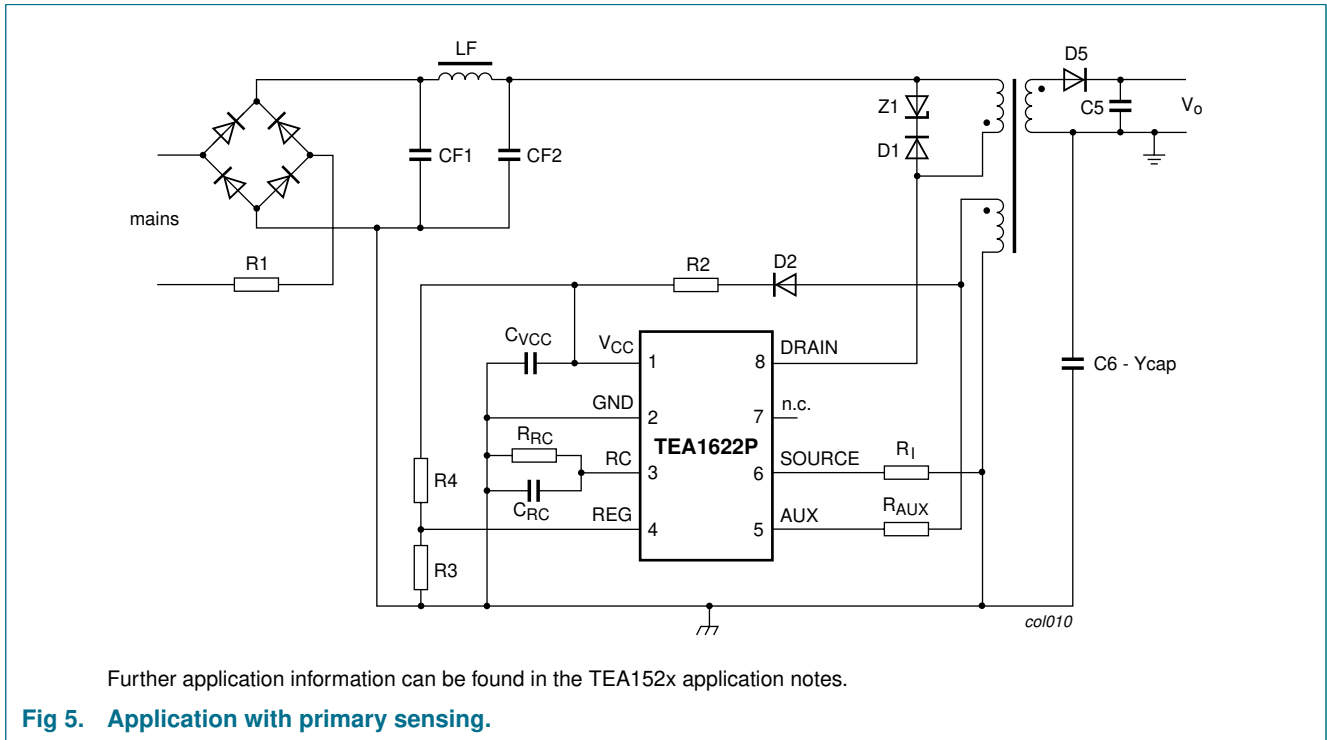 LF
D5
Z1
C5
Vo
D1
CF1
CF2
mains
R1
R2
D2
CVCC
VCC
1
8
DRAIN
C6 - Ycap
GND
2
7
n.c.
TEA1622P
RRC
RC
3
6
SOURCE
RI
R4
CRC
REG
4
5
AUX
RAUX
R3
col010
Further application information can be found in the TEA152x application notes.
Fig 5. Application with primary sensing.